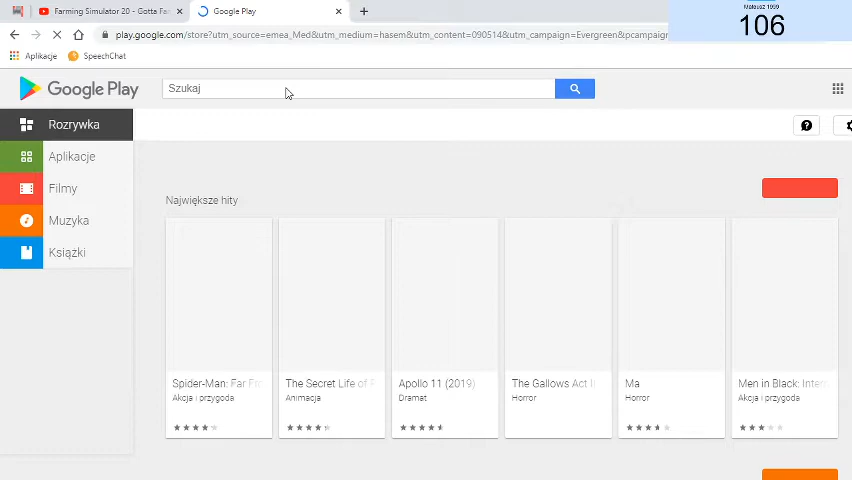 Farming Simulator 20 - Gotta Fa
Google Play
Mateusz 1999
106
play.google.com/store?utm_source=emea_Med&utm_medium=hasem&utm_content=090514&utm_campaign=Evergreen&pcampaign
Aplikacje
SpeechChat
Google Play
Szukaj
Rozrywka
Aplikacje
Filmy
Muzyka
Książki
Największe hity
Spider-Man: Far Fr
Akcja i przygoda
The Secret Life of P
Animacja
Apollo 11 (2019)
Dramat
The Gallows Act II
Horror
Ma
Horror
Men in Black: Intern
Akcja i przygoda